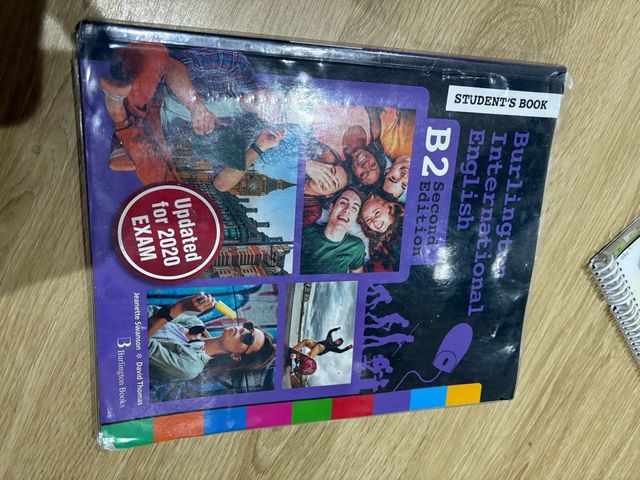 STUDENT'S BOOK
Burlington
International
English
B2 Second
Edition
Updated
for 2020
EXAM
Jeanette Swanson * David Thomas
B Burlington Books